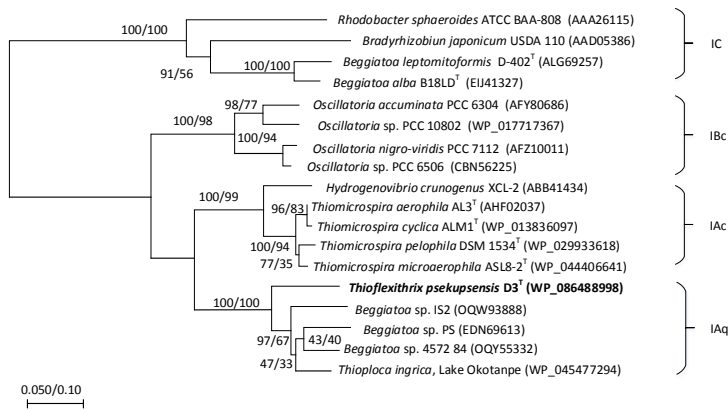 Rhodobacter sphaeroides ATCC BAA-808 (AAA26115)
100/100
Bradyrhizobiun japonicum USDA 110 (AAD05386)
IC
Beggiatoa leptomitoformis D-402ᵀ (ALG69257)
100/100
91/56
Beggiatoa alba B18LDᵀ (EIJ41327)
98/77
Oscillatoria accuminata PCC 6304 (AFY80686)
100/98
Oscillatoria sp. PCC 10802 (WP_017717367)
IBc
100/94
Oscillatoria nigro-viridis PCC 7112 (AFZ10011)
Oscillatoria sp. PCC 6506 (CBN56225)
Hydrogenovibrio crunogenus XCL-2 (ABB41434)
100/99
96/83
Thiomicrospira aerophila AL3ᵀ (AHF02037)
Thiomicrospira cyclica ALM1ᵀ (WP_013836097)
IAc
100/94
Thiomicrospira pelophila DSM 1534ᵀ (WP_029933618)
77/35
Thiomicrospira microaerophila ASL8-2ᵀ (WP_044406641)
Thioflexithrix psekupsensis D3ᵀ (WP_086488998)
100/100
Beggiatoa sp. IS2 (OQW93888)
Beggiatoa sp. PS (EDN69613)
IAq
97/67
43/40
Beggiatoa sp. 4572 84 (OQY55332)
47/33
Thioploca ingrica, Lake Okotanpe (WP_045477294)
0.050/0.10